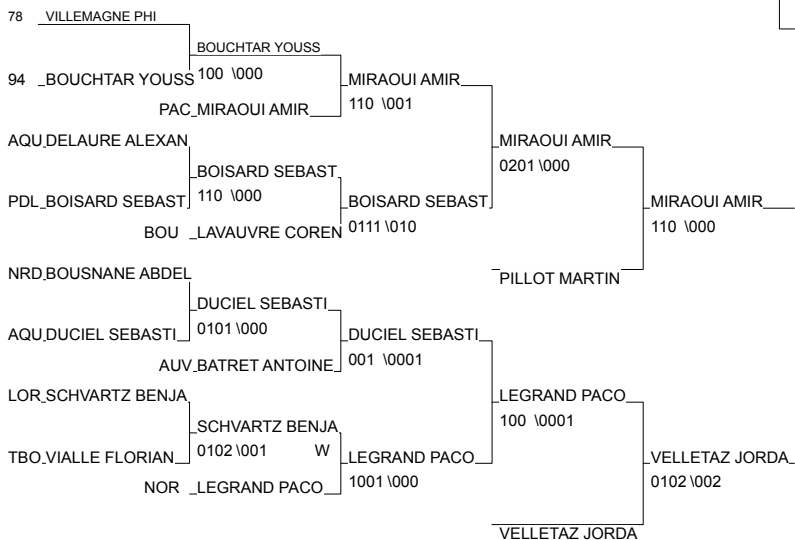 78 VILLEMAGNE PHI
BOUCHTAR YOUSS
94 BOUCHTAR YOUSS 100 \000 MIRAOUI AMIR
PAC MIRAOUI AMIR 110 \001
AQU DELAURE ALEXAN MIRAOUI AMIR
BOISARD SEBAST 0201 \000
PDL BOISARD SEBAST 110 \000 BOISARD SEBAST MIRAOUI AMIR
BOU LAVAUVRE COREN 0111 \010 110 \000
NRD BOUSNANE ABDEL PILLOT MARTIN
DUCIEL SEBASTI
AQU DUCIEL SEBASTI 0101 \000 DUCIEL SEBASTI
AUV BATRET ANTOINE 001 \0001
LOR SCHVARTZ BENJA LEGRAND PACO
SCHVARTZ BENJA 100 \0001
TBO VIALLE FLORIAN 0102 \001 W LEGRAND PACO VELLETAZ JORDA
NOR LEGRAND PACO 1001 \000 0102 \002
VELLETAZ JORDA